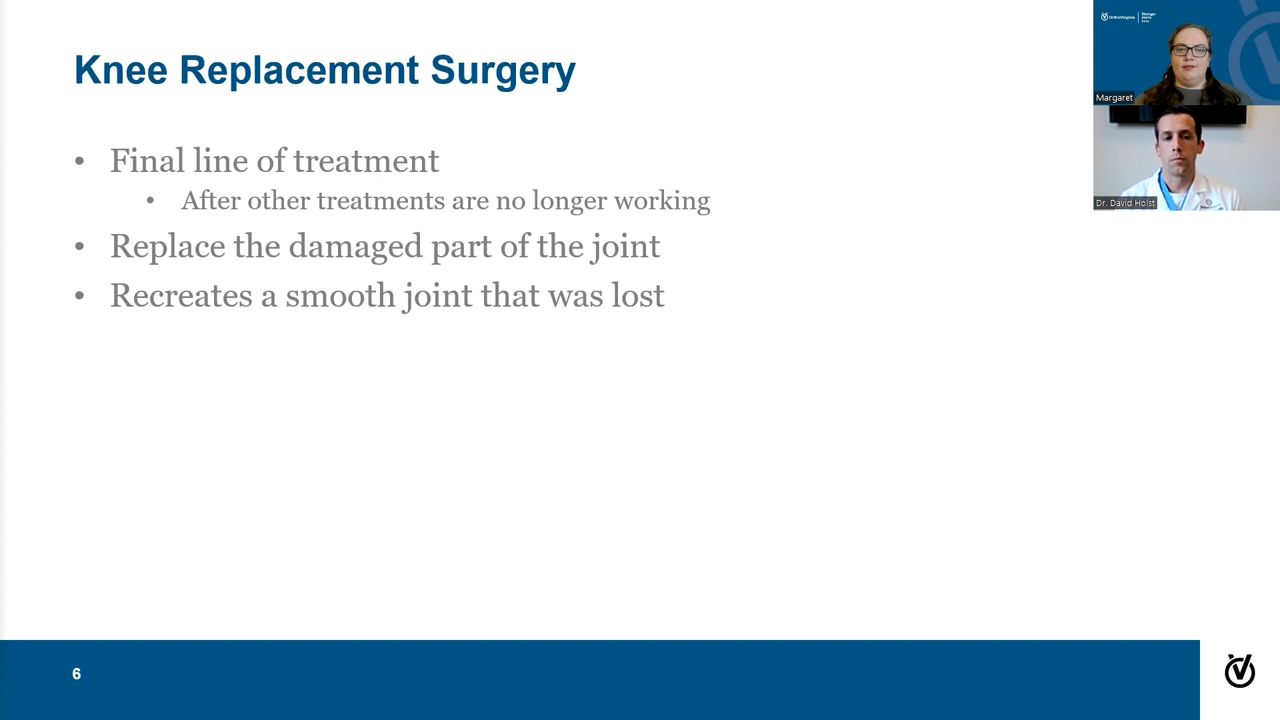 Knee Replacement Surgery
• Final line of treatment
• After other treatments are no longer working
• Replace the damaged part of the joint
• Recreates a smooth joint that was lost
6
OrthoVirginia
Margaret
Dr. David Holst